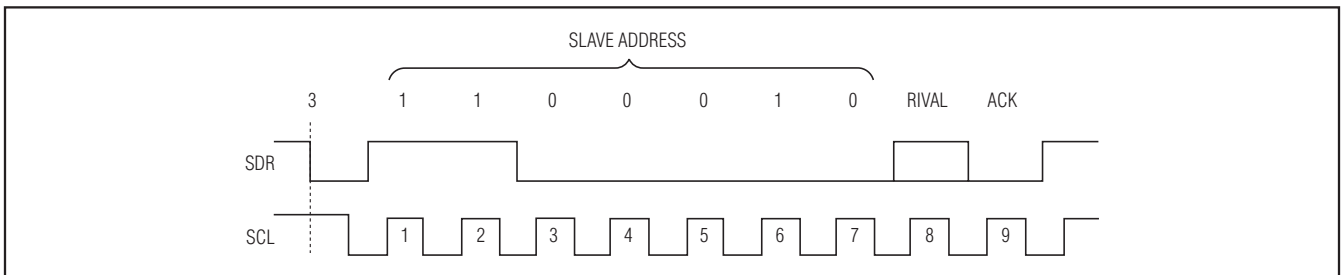 SLAVE ADDRESS
3 1 1 0 0 0 1 0 RIVAL ACK
SDR
SCL 1 2 3 4 5 6 7 8 9